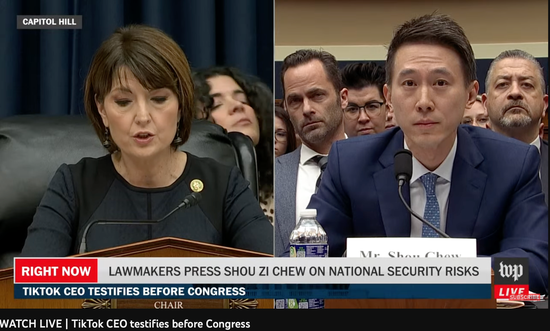 CAPITOL HILL
Mr. Shou Chew
RIGHT NOW
LAWMAKERS PRESS SHOU ZI CHEW ON NATIONAL SECURITY RISKS
wp
TIKTOK CEO TESTIFIES BEFORE CONGRESS
LIVE
SUBSCRIBE
CHAIR
WATCH LIVE | TikTok CEO testifies before Congress